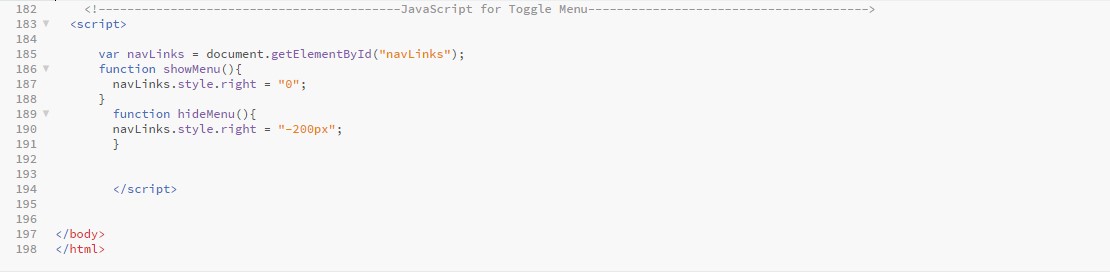 182 <!------------------------------------------JavaScript for Toggle Menu--------------------------------------->
183 <script>
184
185 var navLinks = document.getElementById("navLinks");
186 function showMenu(){
187 navLinks.style.right = "0";
188 }
189 function hideMenu(){
190 navLinks.style.right = "-200px";
191 }
192
193
194 </script>
195
196
197 </body>
198 </html>